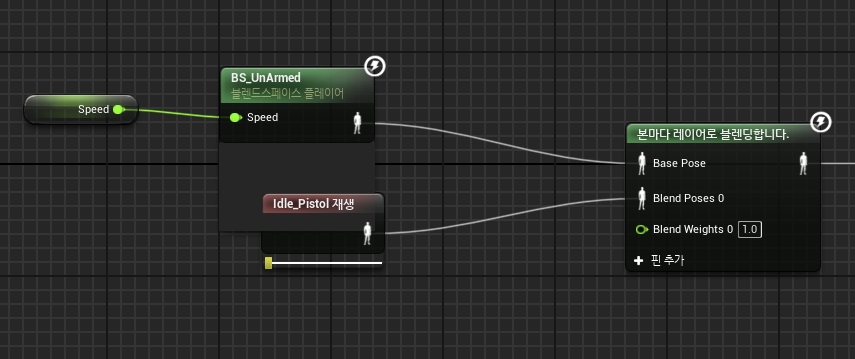 Speed
BS_UnArmed
블렌드스페이스 플레이어
Speed
Idle_Pistol 재생
본마다 레이어로 블렌딩합니다.
Base Pose
Blend Poses 0
Blend Weights 0 1.0
핀 추가